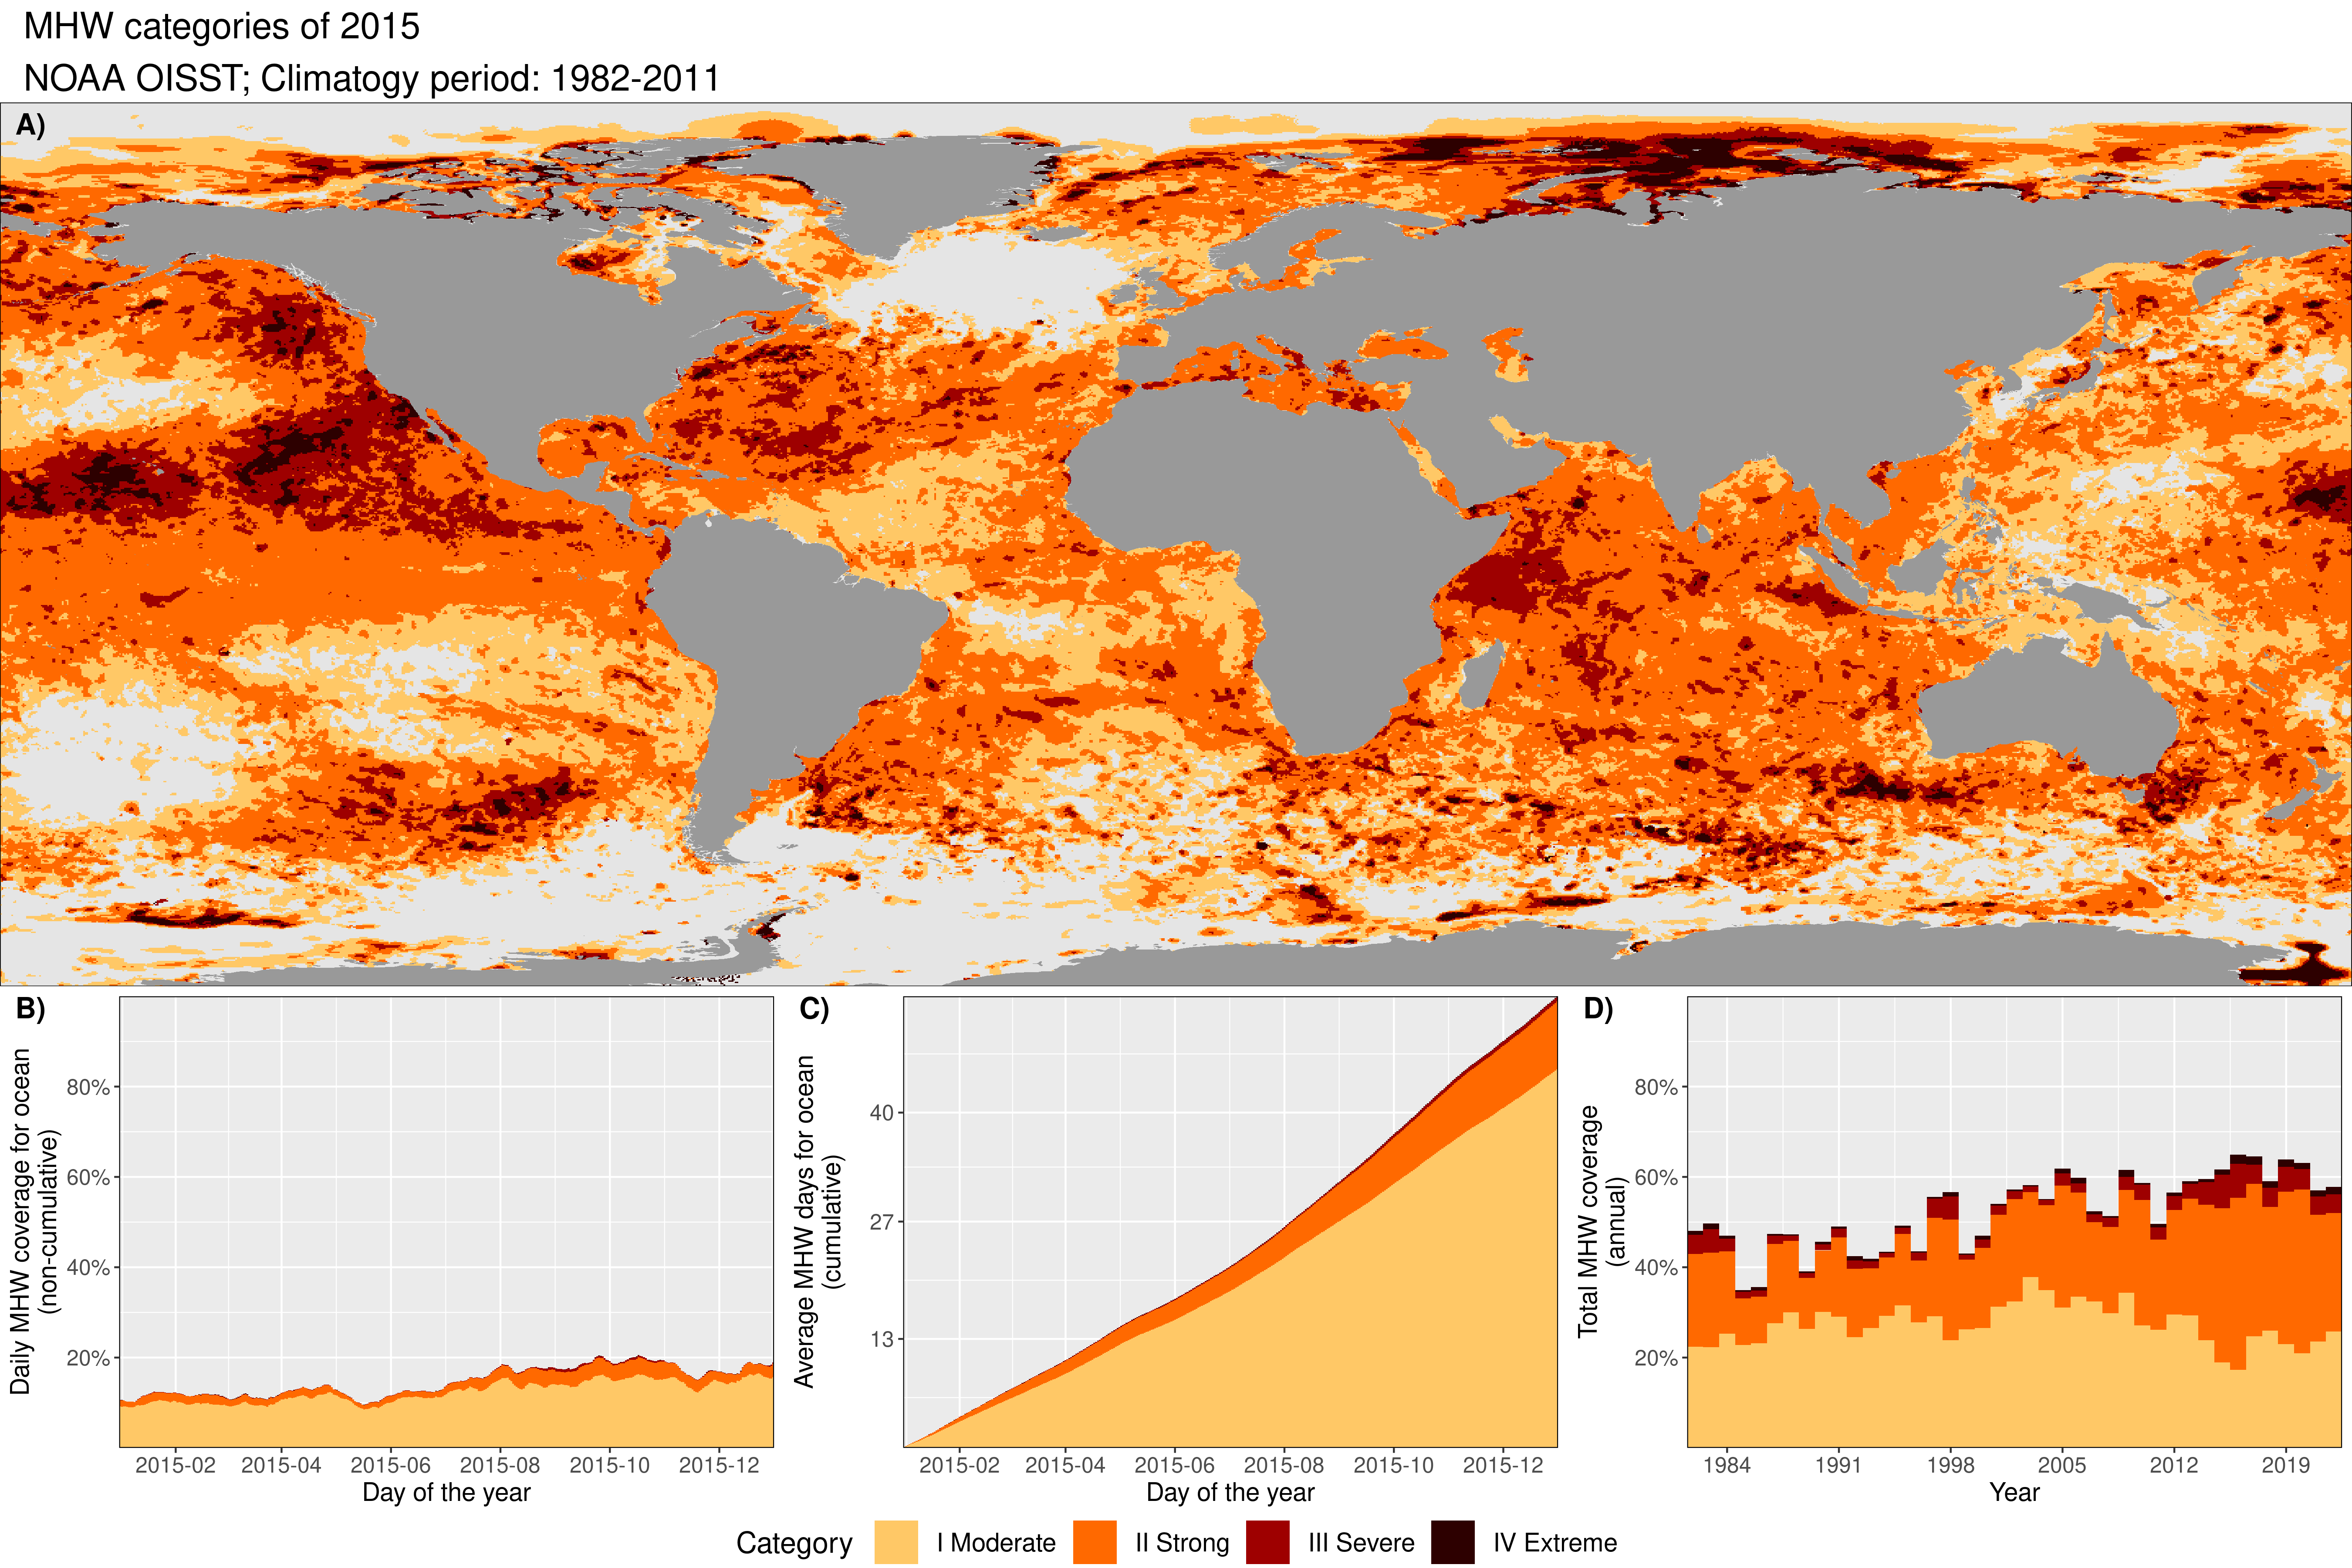 MHW categories of 2015
NOAA OISST; Climatogy period: 1982-2011
A)
B)
Daily MHW coverage for ocean
(non-cumulative)
80%
60%
40%
20%
2015-02 2015-04 2015-06 2015-08 2015-10 2015-12
Day of the year
C)
Average MHW days for ocean
(cumulative)
40
27
13
2015-02 2015-04 2015-06 2015-08 2015-10 2015-12
Day of the year
D)
Total MHW coverage
(annual)
80%
60%
40%
20%
1984 1991 1998 2005 2012 2019
Year
Category I Moderate II Strong III Severe IV Extreme